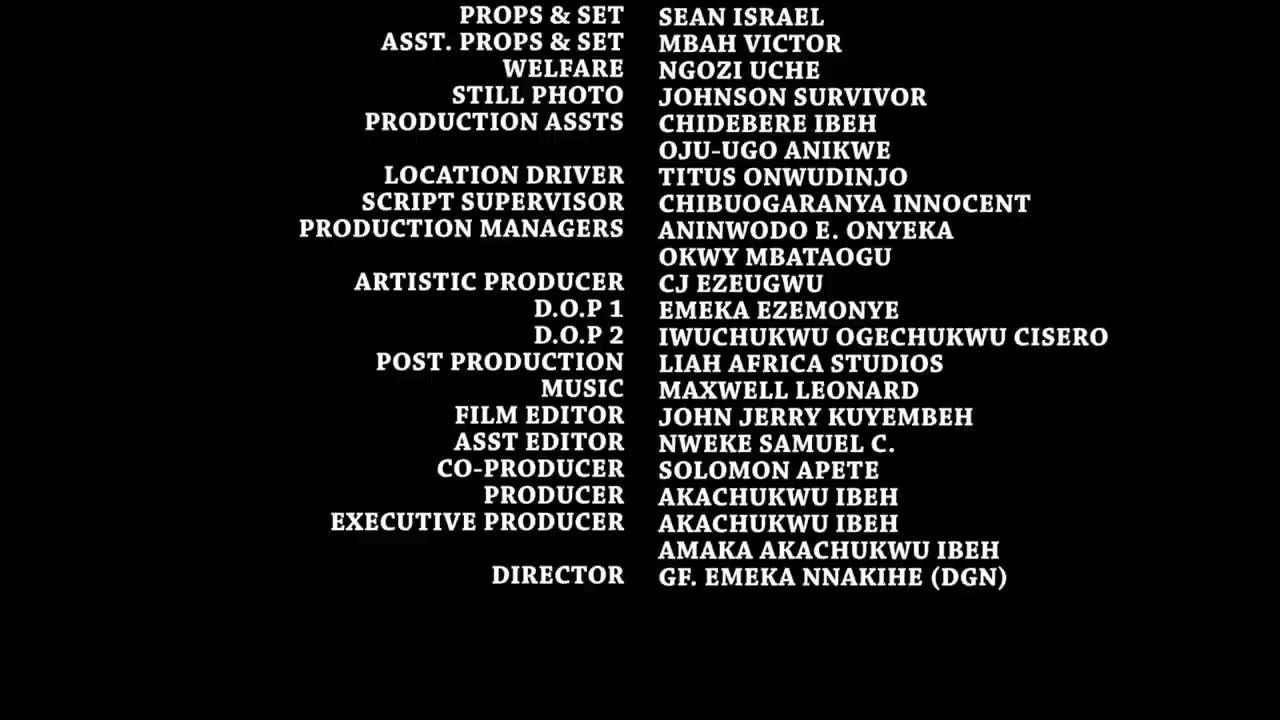 PROPS & SET SEAN ISRAEL
ASST. PROPS & SET MBAH VICTOR
WELFARE NGOZI UCHE
STILL PHOTO JOHNSON SURVIVOR
PRODUCTION ASSTS CHIDEBERE IBEH
OJU-UGO ANIKWE
LOCATION DRIVER TITUS ONWUDINJO
SCRIPT SUPERVISOR CHIBUOGARANYA INNOCENT
PRODUCTION MANAGERS ANINWODO E. ONYEKA
OKWY MBATAOGU
ARTISTIC PRODUCER CJ EZEUGWU
D.O.P 1 EMEKA EZEMONYE
D.O.P 2 IWUCHUKWU OGECHUKWU CISERO
POST PRODUCTION LIAH AFRICA STUDIOS
MUSIC MAXWELL LEONARD
FILM EDITOR JOHN JERRY KUYEMBEH
ASST EDITOR NWEKE SAMUEL C.
CO-PRODUCER SOLOMON APETE
PRODUCER AKACHUKWU IBEH
EXECUTIVE PRODUCER AKACHUKWU IBEH
AMAKA AKACHUKWU IBEH
DIRECTOR GF. EMEKA NNAKIHE (DGN)